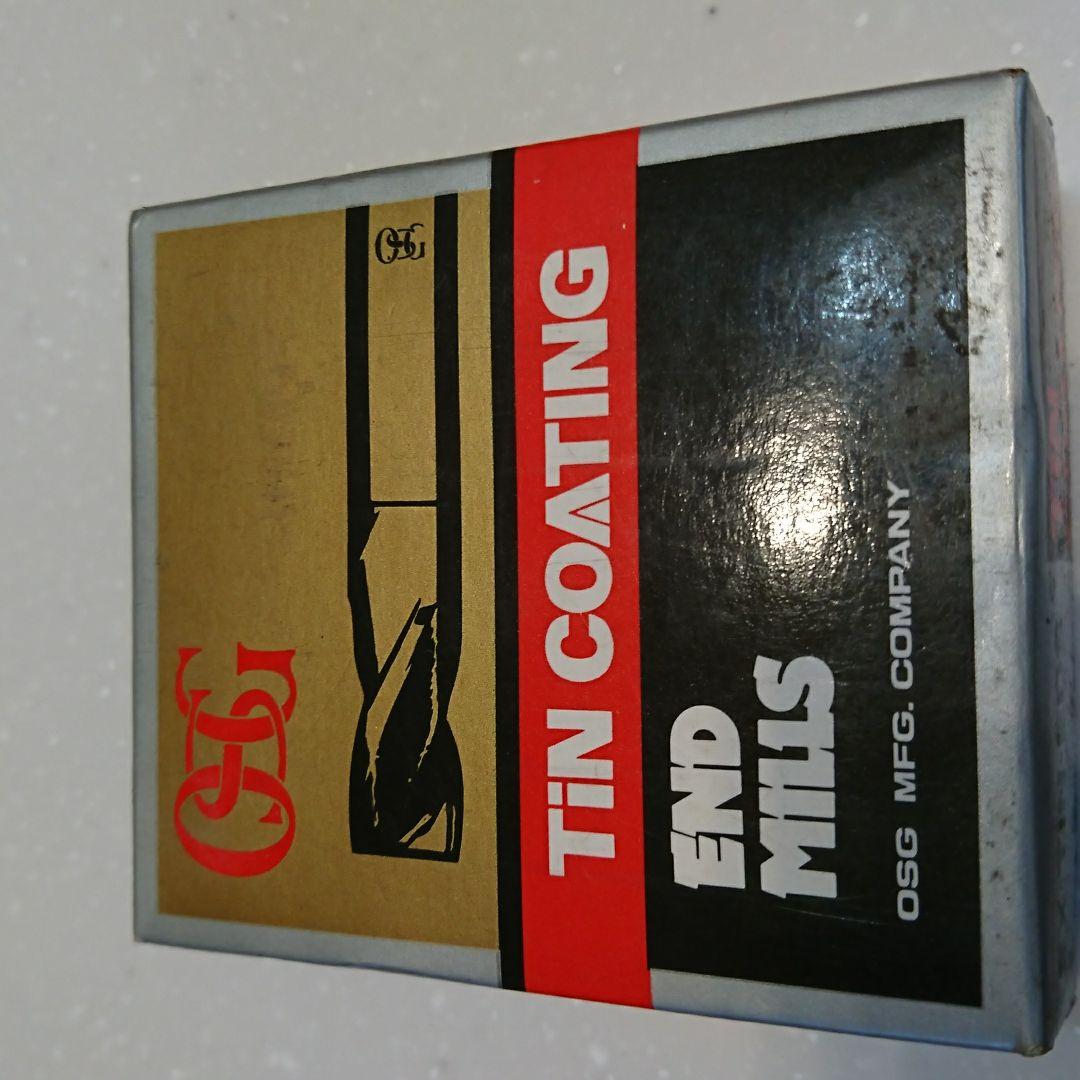 OSG
OSG
TiN COATING
END
MILLS
OSG MFG. COMPANY